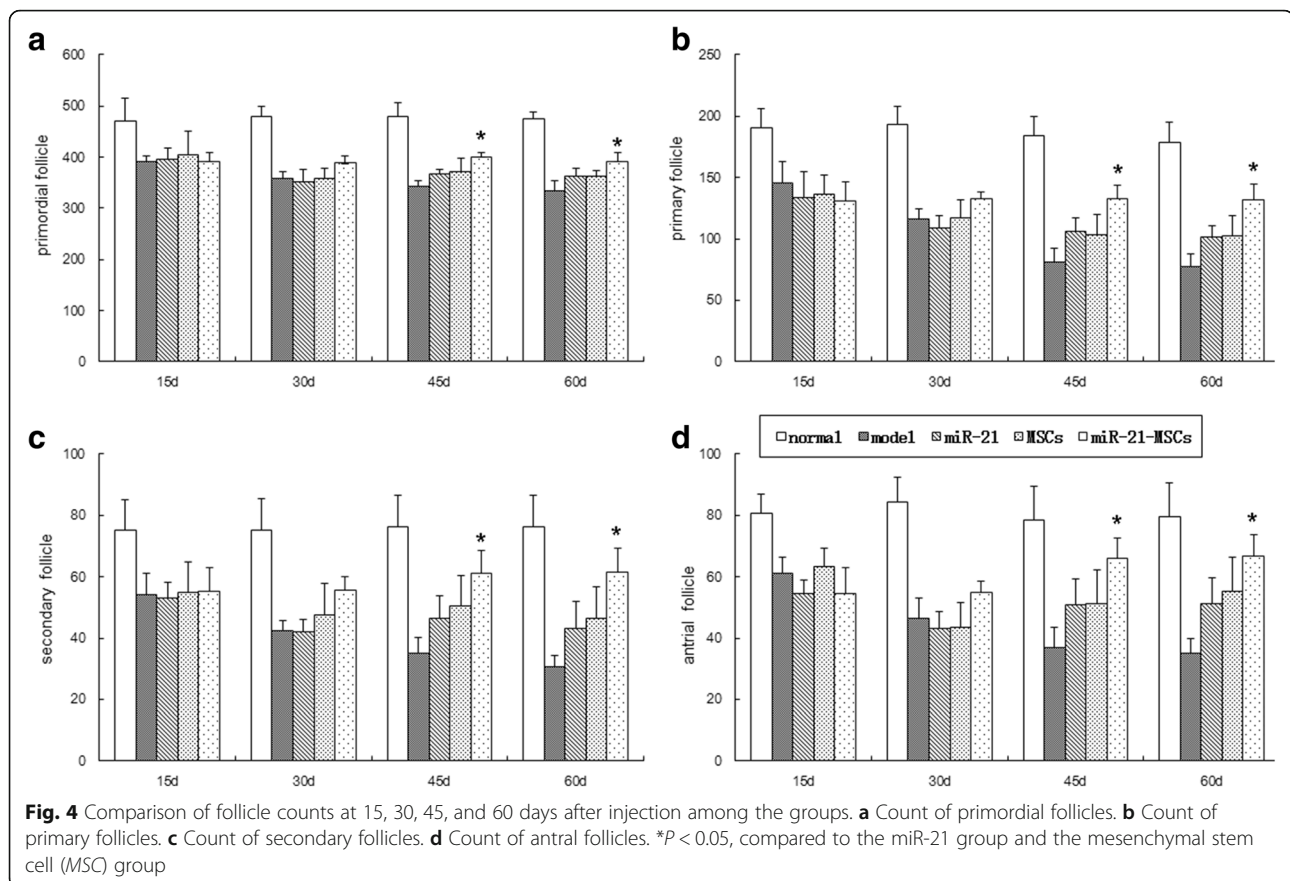 a
600
500
400
300
200
100
0
primordial follicle
*
*
15d
30d
45d
60d
b
250
200
150
100
50
0
primary follicle
*
*
15d
30d
45d
60d
c
100
80
60
40
20
0
secondary follicle
*
*
15d
30d
45d
60d
normal model miR-21 MSCs miR-21-MSCs
d
100
80
60
40
20
0
antrial follicle
*
*
15d
30d
45d
60d
Fig. 4 Comparison of follicle counts at 15, 30, 45, and 60 days after injection among the groups. a Count of primordial follicles. b Count of
primary follicles. c Count of secondary follicles. d Count of antral follicles. *P < 0.05, compared to the miR-21 group and the mesenchymal stem
cell (MSC) group